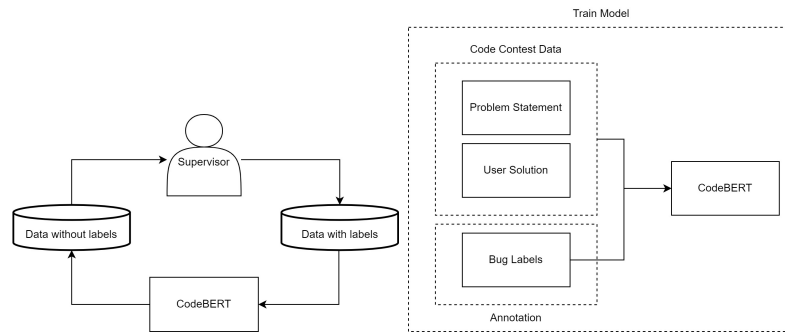 Train Model
Code Contest Data
Problem Statement
Supervisor
User Solution
CodeBERT
Data without labels
Data with labels
Bug Labels
CodeBERT
Annotation